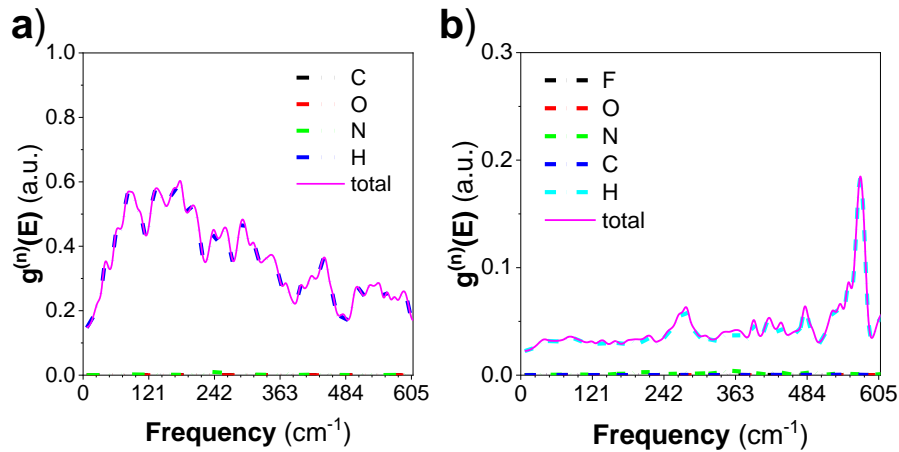 a)
1.0
0.8
0.6
0.4
0.2
0.0
g⁽ⁿ⁾(E) (a.u.)
C
O
N
H
total
1 121 242 363 484 605
Frequency (cm⁻¹)
b)
0.3
0.2
0.1
0.0
g⁽ⁿ⁾(E) (a.u.)
F
O
N
C
H
total
1 121 242 363 484 605
Frequency (cm⁻¹)